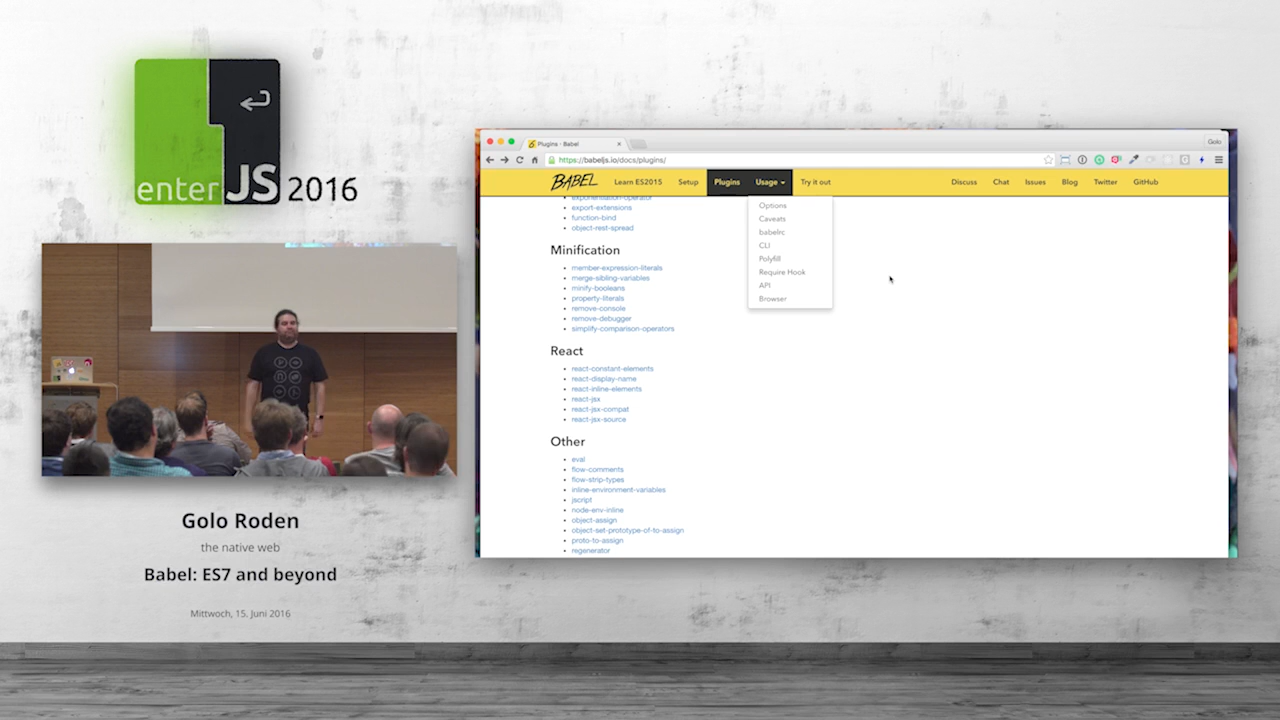 enterJS 2016
Golo Roden
the native web
Babel: ES7 and beyond
Mittwoch, 15. Juni 2016
Plugins · Babel
Golo
https://babeljs.io/docs/plugins/
BABEL
Learn ES2015
Setup
Plugins
Usage
Try it out
Discuss
Chat
Issues
Blog
Twitter
GitHub
Options
Caveats
babelrc
CLI
Polyfill
Require Hook
API
Browser
exponentiation-operator
export-extensions
function-bind
object-rest-spread
Minification
member-expression-literals
merge-sibling-variables
minify-booleans
property-literals
remove-console
remove-debugger
simplify-comparison-operators
React
react-constant-elements
react-display-name
react-inline-elements
react-jsx
react-jsx-compat
react-jsx-source
Other
eval
flow-comments
flow-strip-types
inline-environment-variables
jscript
node-env-inline
object-assign
object-set-prototype-of-to-assign
proto-to-assign
regenerator